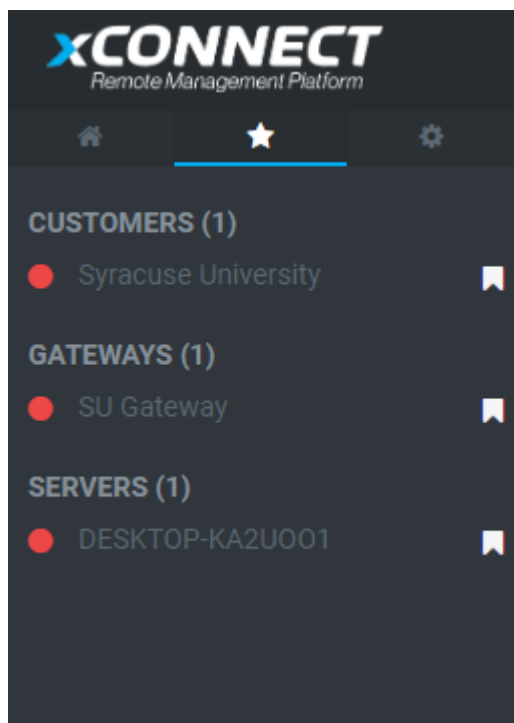 xCONNECT
Remote Management Platform
CUSTOMERS (1)
Syracuse University
GATEWAYS (1)
SU Gateway
SERVERS (1)
DESKTOP-KA2UOO1